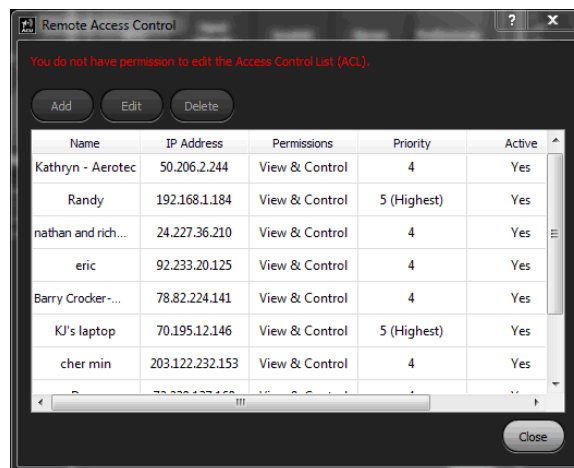 Remote Access Control
You do not have permission to edit the Access Control List (ACL).
Add Edit Delete
Name IP Address Permissions Priority Active
Kathryn - Aerotec 50.206.2.244 View & Control 4 Yes
Randy 192.168.1.184 View & Control 5 (Highest) Yes
nathan and rich... 24.227.36.210 View & Control 4 Yes
eric 92.233.20.125 View & Control 4 Yes
Barry Crocker-... 78.82.224.141 View & Control 4 Yes
KJ's laptop 70.195.12.146 View & Control 5 (Highest) Yes
cher min 203.122.232.153 View & Control 4 Yes
Close